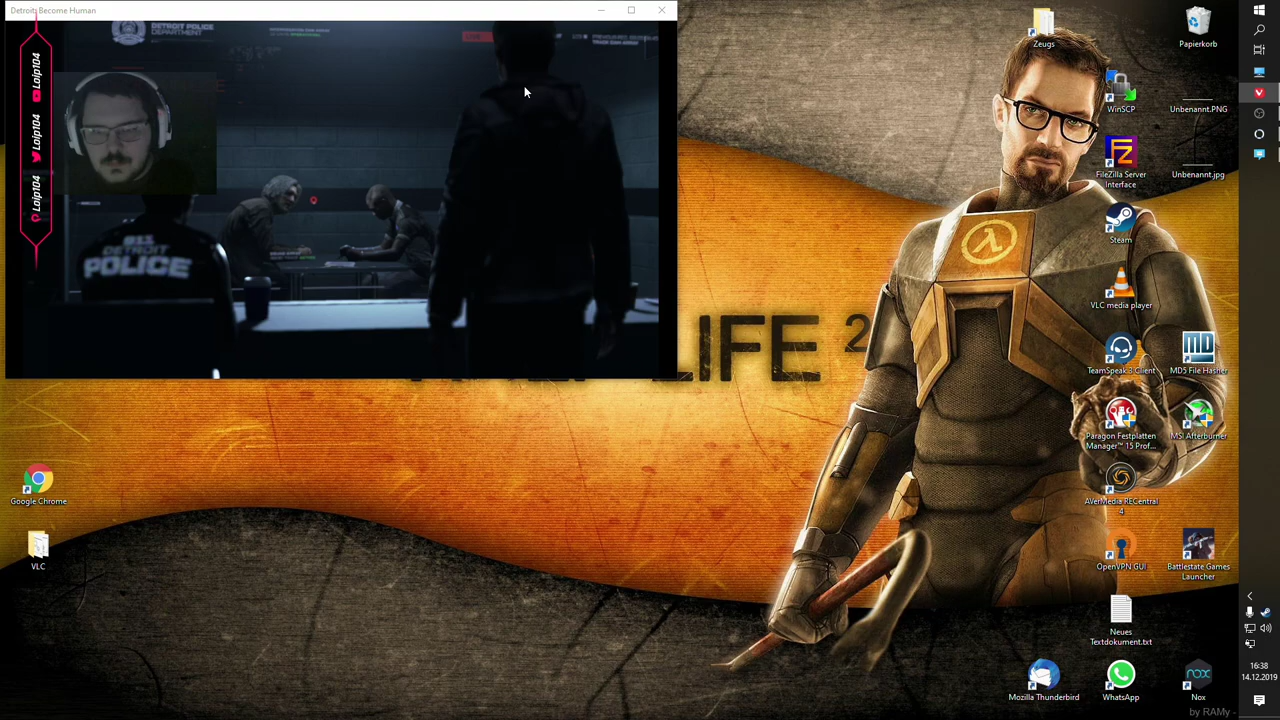 Detroit: Become Human
DETROIT POLICE
DEPARTMENT
LIVE
Loip104
Loip104
Loip104
911
DETROIT
POLICE
LIFE 2
Google Chrome
VLC
Zeugs
Papierkorb
WinSCP
Unbenannt.PNG
FileZilla Server
Interface
Unbenannt.jpg
Steam
VLC media player
TeamSpeak 3 Client
MD5 File Hasher
Paragon Festplatten
Manager™ 15 Prof...
MSI Afterburner
AVerMedia RECentral
4
OpenVPN GUI
Battlestate Games
Launcher
Neues
Textdokument.txt
Mozilla Thunderbird
WhatsApp
Nox
16:38
14.12.2019
by RAMy -